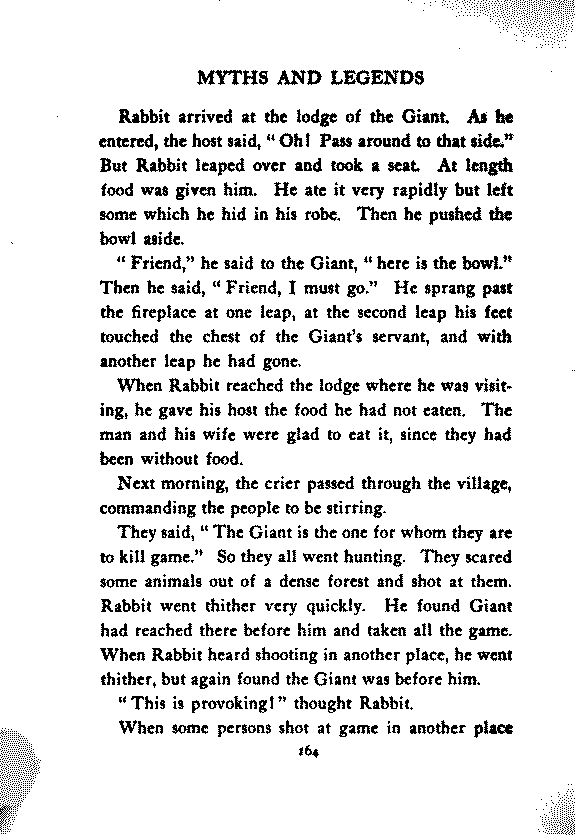 MYTHS AND LEGENDS
Rabbit arrived at the lodge of the Giant. As he
entered, the host said, "Oh! Pass around to that side."
But Rabbit leaped over and took a seat. At length
food was given him. He ate it very rapidly but left
some which he hid in his robe. Then he pushed the
bowl aside.
"Friend," he said to the Giant, "here is the bowl."
Then he said, "Friend, I must go." He sprang past
the fireplace at one leap, at the second leap his feet
touched the chest of the Giant's servant, and with
another leap he had gone.
When Rabbit reached the lodge where he was visit-
ing, he gave his host the food he had not eaten. The
man and his wife were glad to eat it, since they had
been without food.
Next morning, the crier passed through the village,
commanding the people to be stirring.
They said, "The Giant is the one for whom they are
to kill game." So they all went hunting. They scared
some animals out of a dense forest and shot at them.
Rabbit went thither very quickly. He found Giant
had reached there before him and taken all the game.
When Rabbit heard shooting in another place, he went
thither, but again found the Giant was before him.
"This is provoking!" thought Rabbit.
When some persons shot at game in another place
164